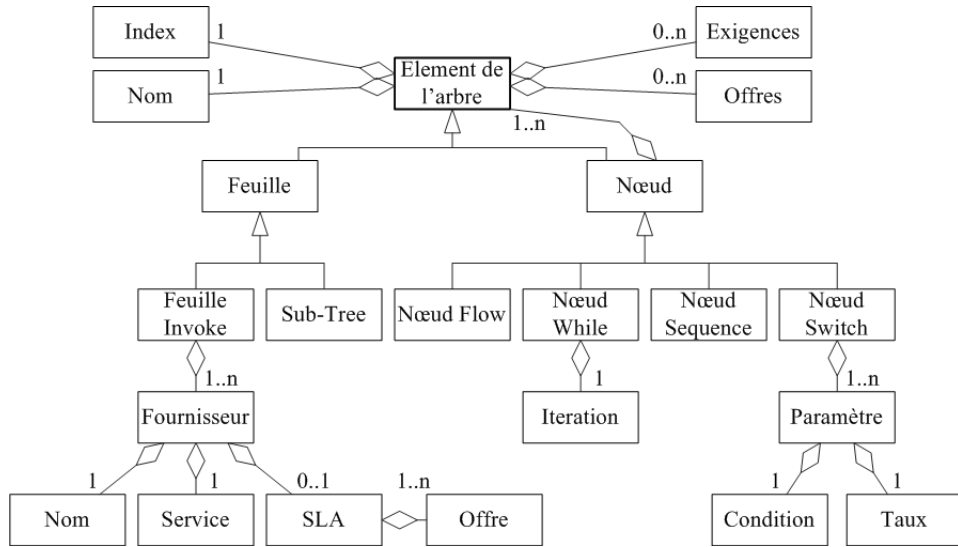 Index
1
0..n
Exigences
Element de
l'arbre
Nom
1
0..n
Offres
1..n
Feuille
Nœud
Feuille
Invoke
Sub-Tree
Nœud Flow
Nœud
While
Nœud
Sequence
Nœud
Switch
1..n
1
1..n
Fournisseur
Iteration
Paramètre
1
1
0..1
1..n
1
1
Nom
Service
SLA
Offre
Condition
Taux